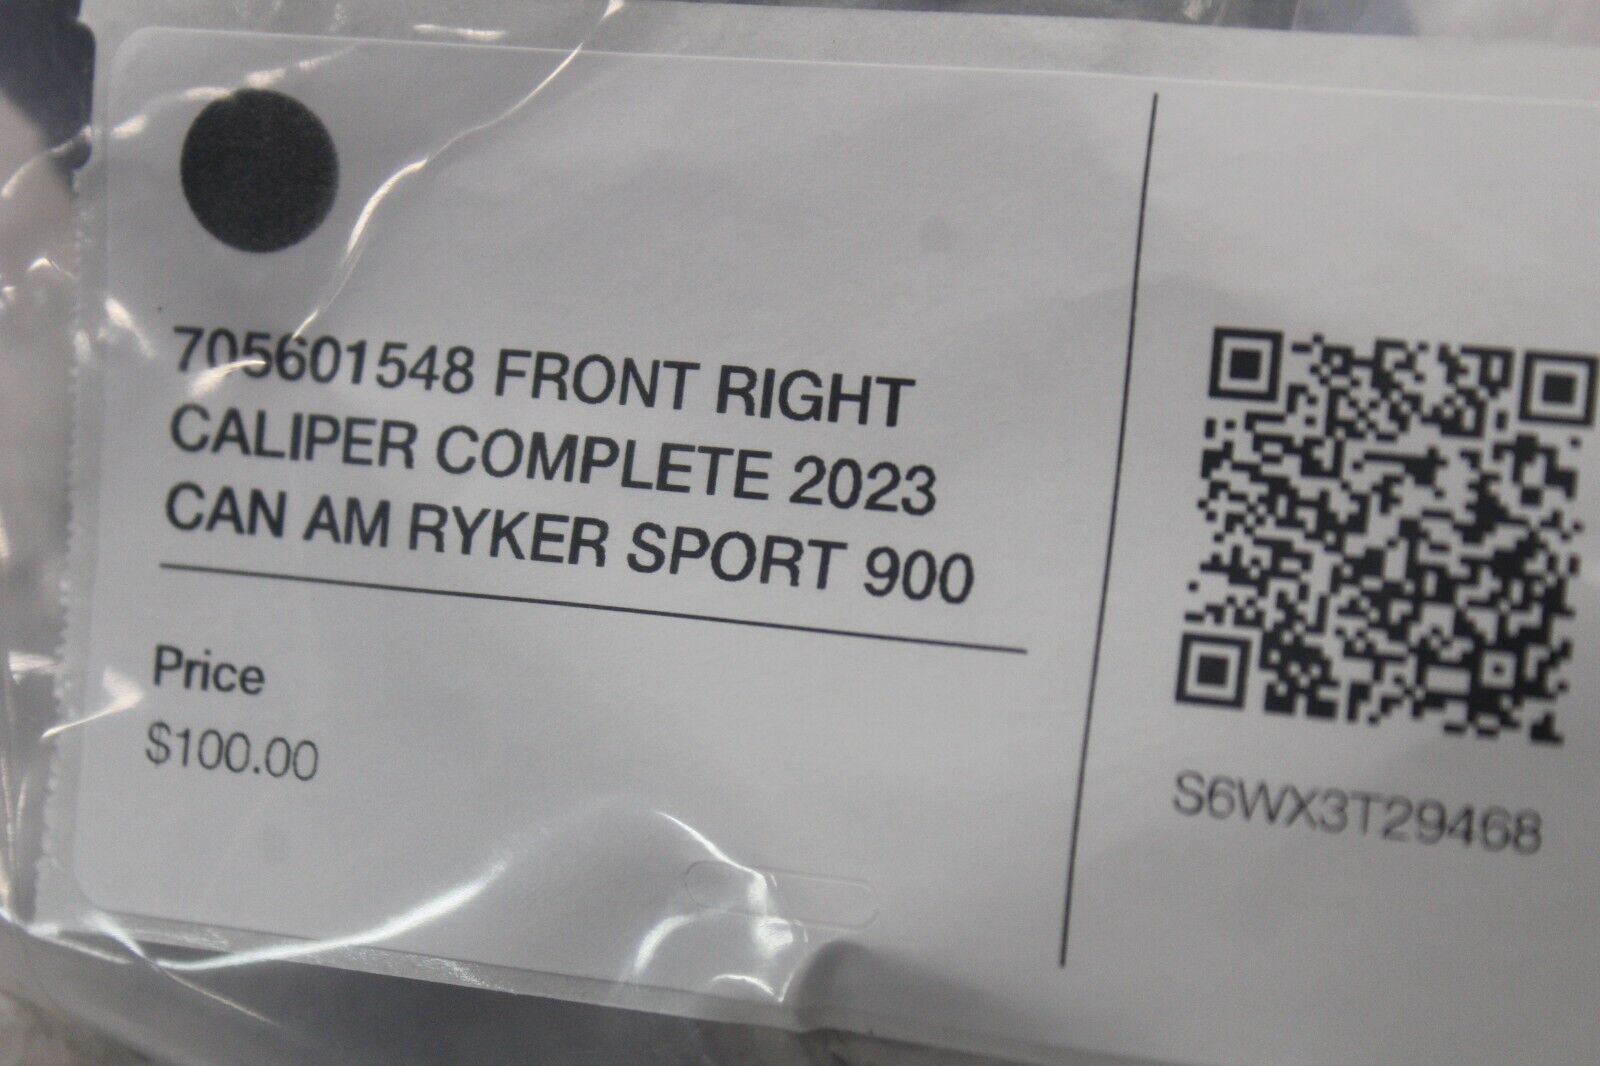 705601548 FRONT RIGHT
CALIPER COMPLETE 2023
CAN AM RYKER SPORT 900
Price
$100.00
S6WX3T29468